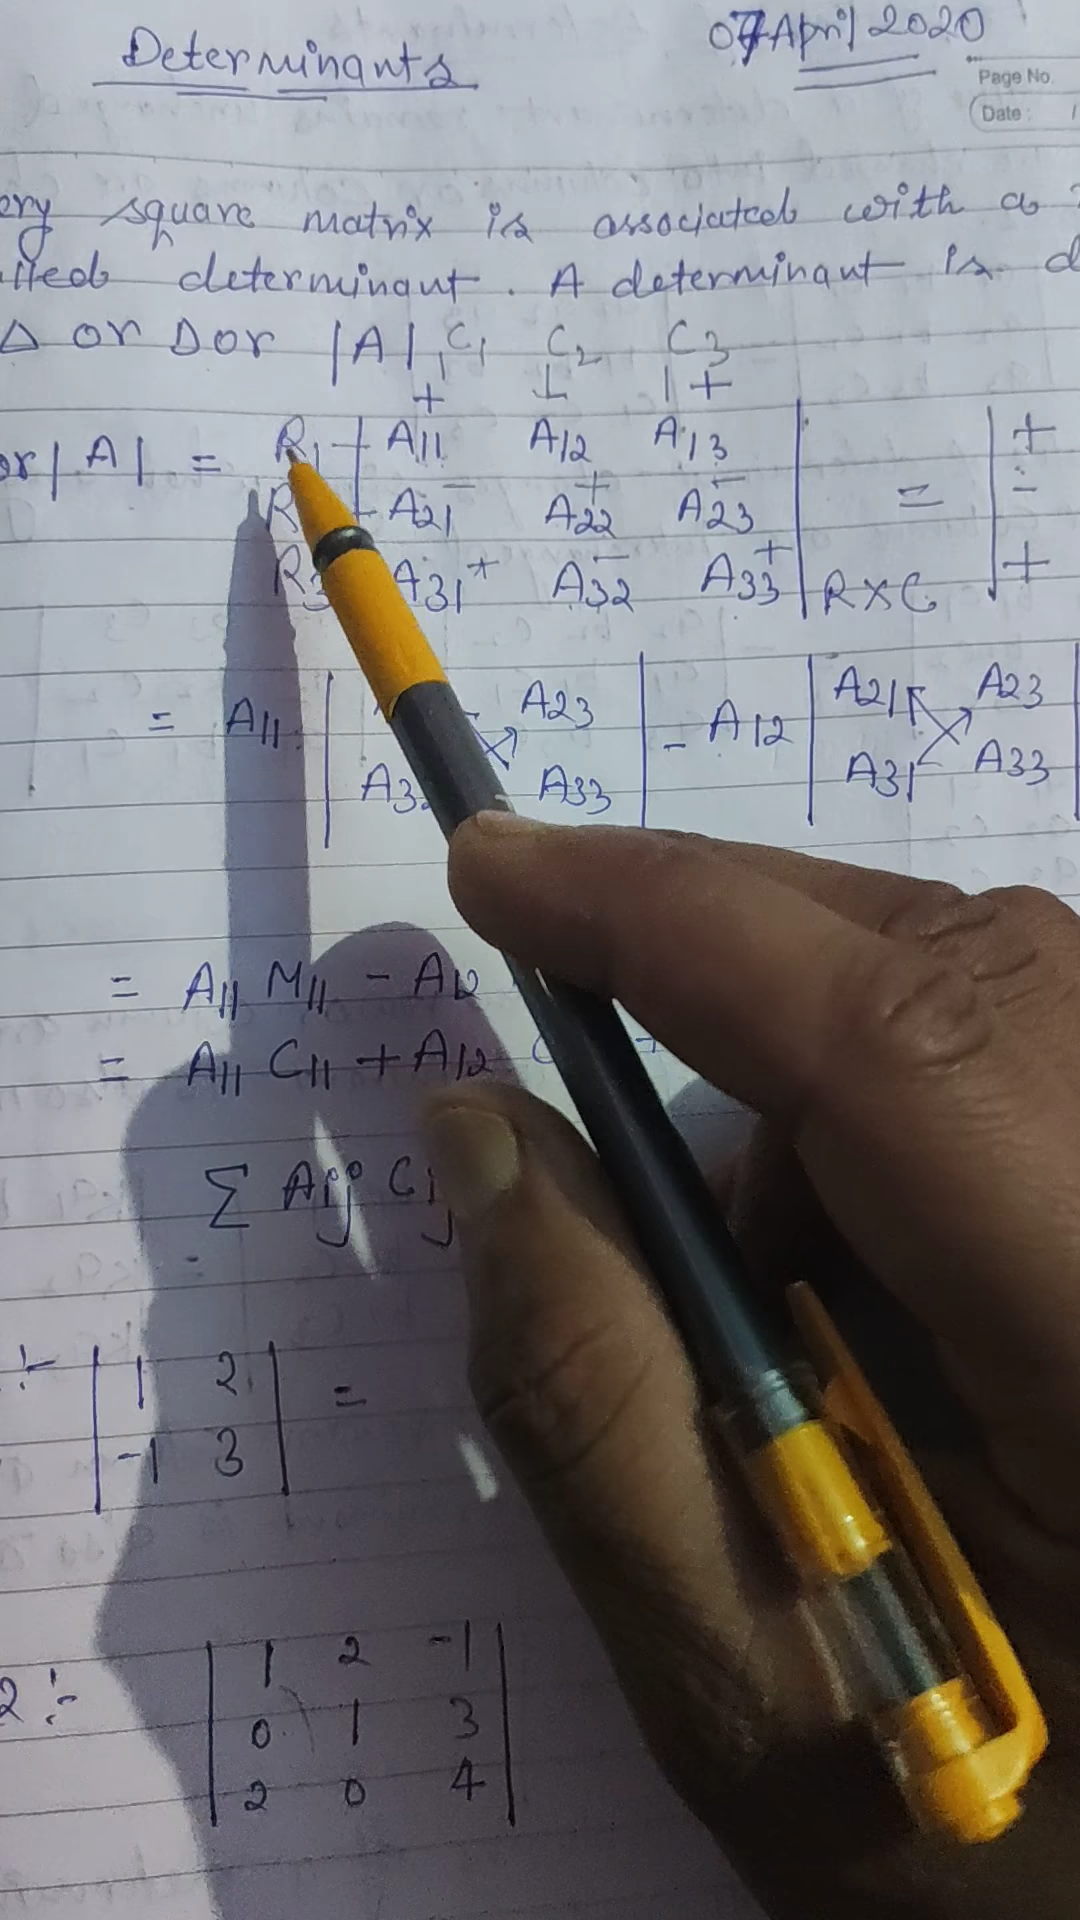 Determinants
07 April 2020
Page No.
Date :
square matrix is associated with a
determinant. A determinant is
Δ or D or |A| C1 C2 C3
+ - +
or |A| = R1 | A11 A12 A13 | = | +
R A21 - A22 + A23 - -
R3 A31 + A32 - A33 + | R×C | +
= A11 | A23 | - A12 | A21 A23 |
A33 A31 A33
= A11 M11 - A12
= A11 C11 + A12 +
Σ Aij
:- | 1 2 | =
-1 3
2 :- | 1 2 -1 |
0 1 3
2 0 4